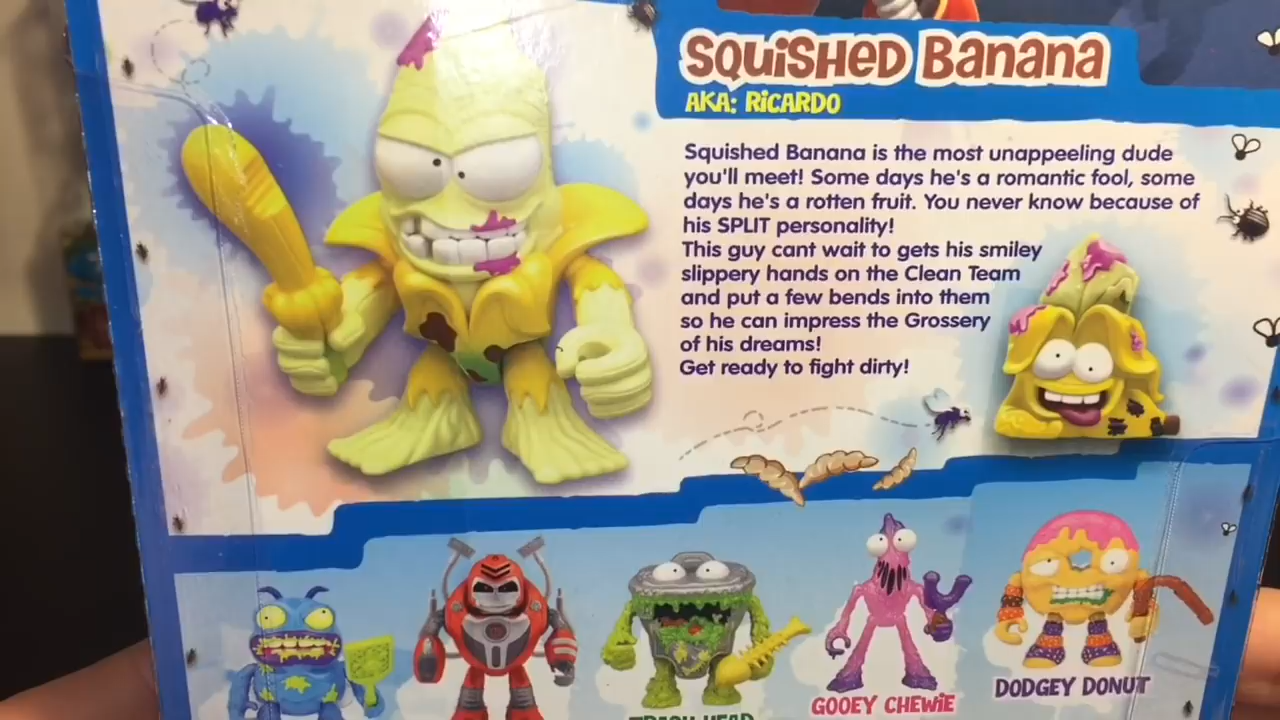 SQUISHED BANANA
AKA: RICARDO
Squished Banana is the most unappeeling dude
you'll meet! Some days he's a romantic fool, some
days he's a rotten fruit. You never know because of
his SPLIT personality!
This guy cant wait to gets his smiley
slippery hands on the Clean Team
and put a few bends into them
so he can impress the Grossery
of his dreams!
Get ready to fight dirty!
TRASH HEAD
GOOEY CHEWIE
DODGEY DONUT